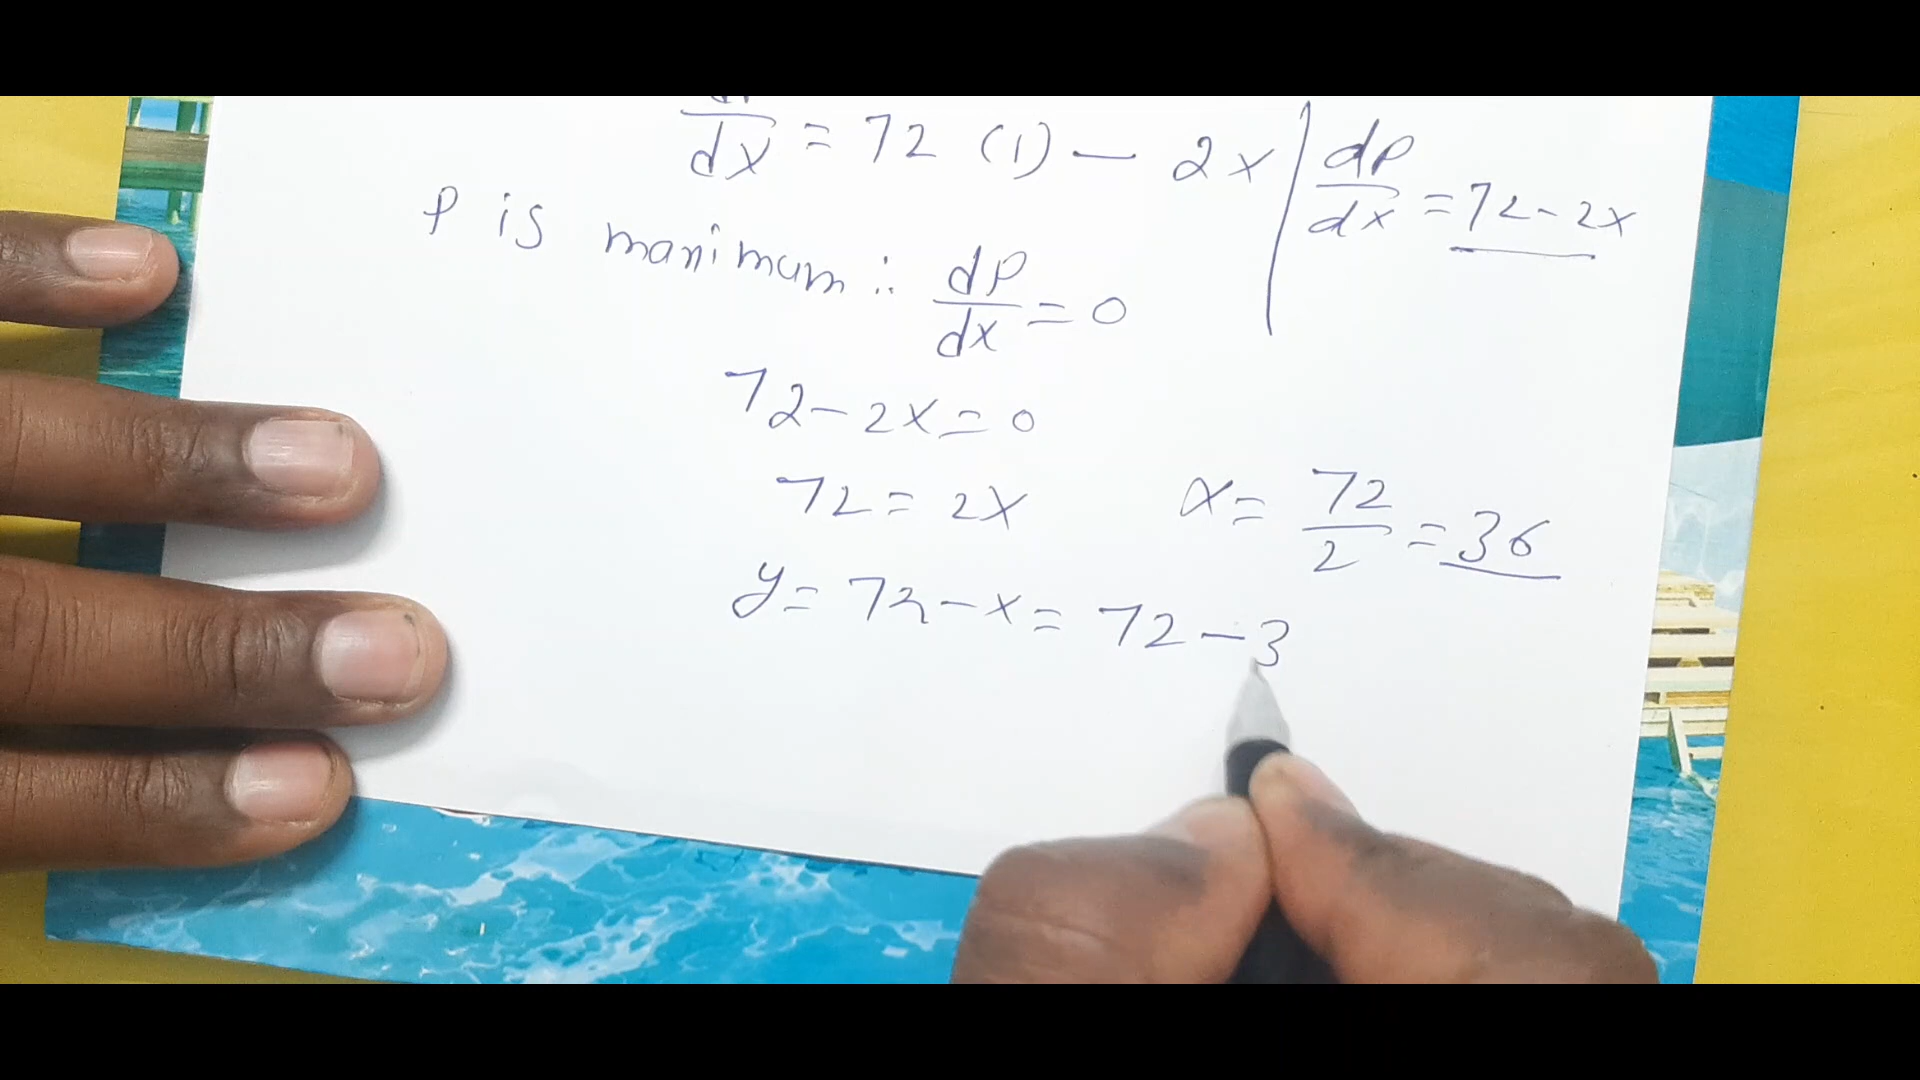 dP/dx = 72 (1) - 2x | dP/dx = 72 - 2x
P is maximum ∴ dP/dx = 0
72 - 2x = 0
72 = 2x x = 72/2 = 36
y = 72 - x = 72 - 3